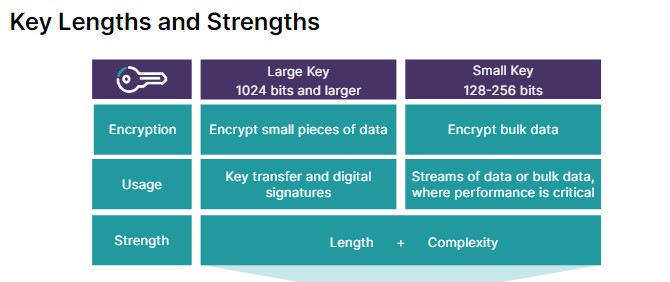 Key Lengths and Strengths
Large Key
1024 bits and larger
Small Key
128-256 bits
Encryption
Encrypt small pieces of data
Encrypt bulk data
Usage
Key transfer and digital
signatures
Streams of data or bulk data,
where performance is critical
Strength
Length + Complexity